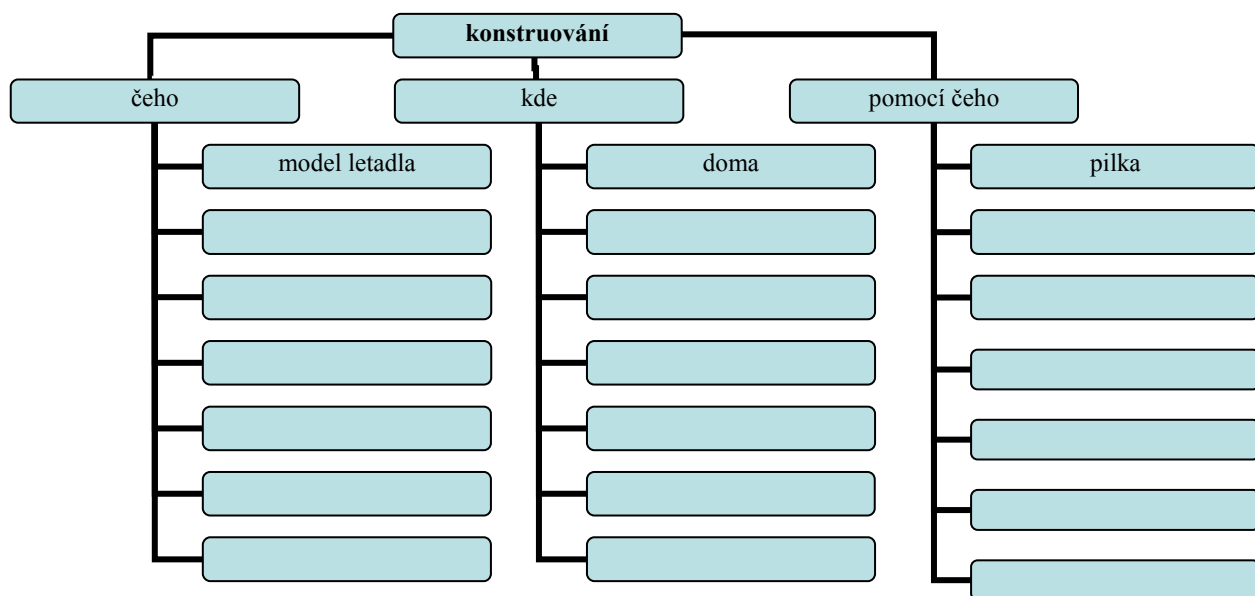 konstruování
čeho
kde
pomocí čeho
model letadla
doma
pilka